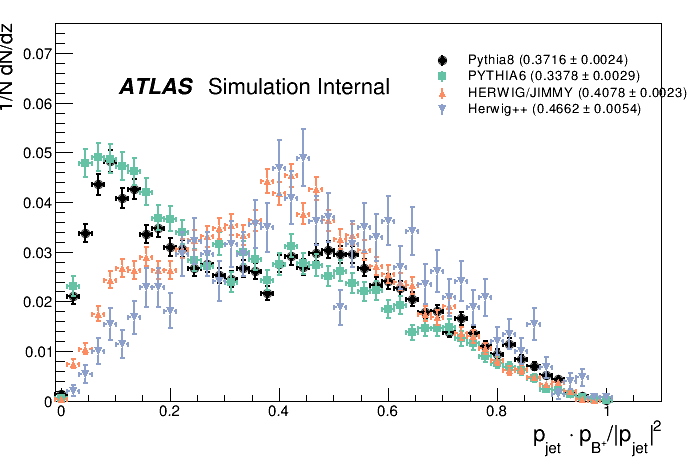 1/N dN/dz
0.07
0.06
0.05
0.04
0.03
0.02
0.01
0
ATLAS Simulation Internal
Pythia8 (0.3716 ± 0.0024)
PYTHIA6 (0.3378 ± 0.0029)
HERWIG/JIMMY (0.4078 ± 0.0023)
Herwig++ (0.4662 ± 0.0054)
0 0.2 0.4 0.6 0.8 1
p_jet · p_B⁺/|p_jet|²